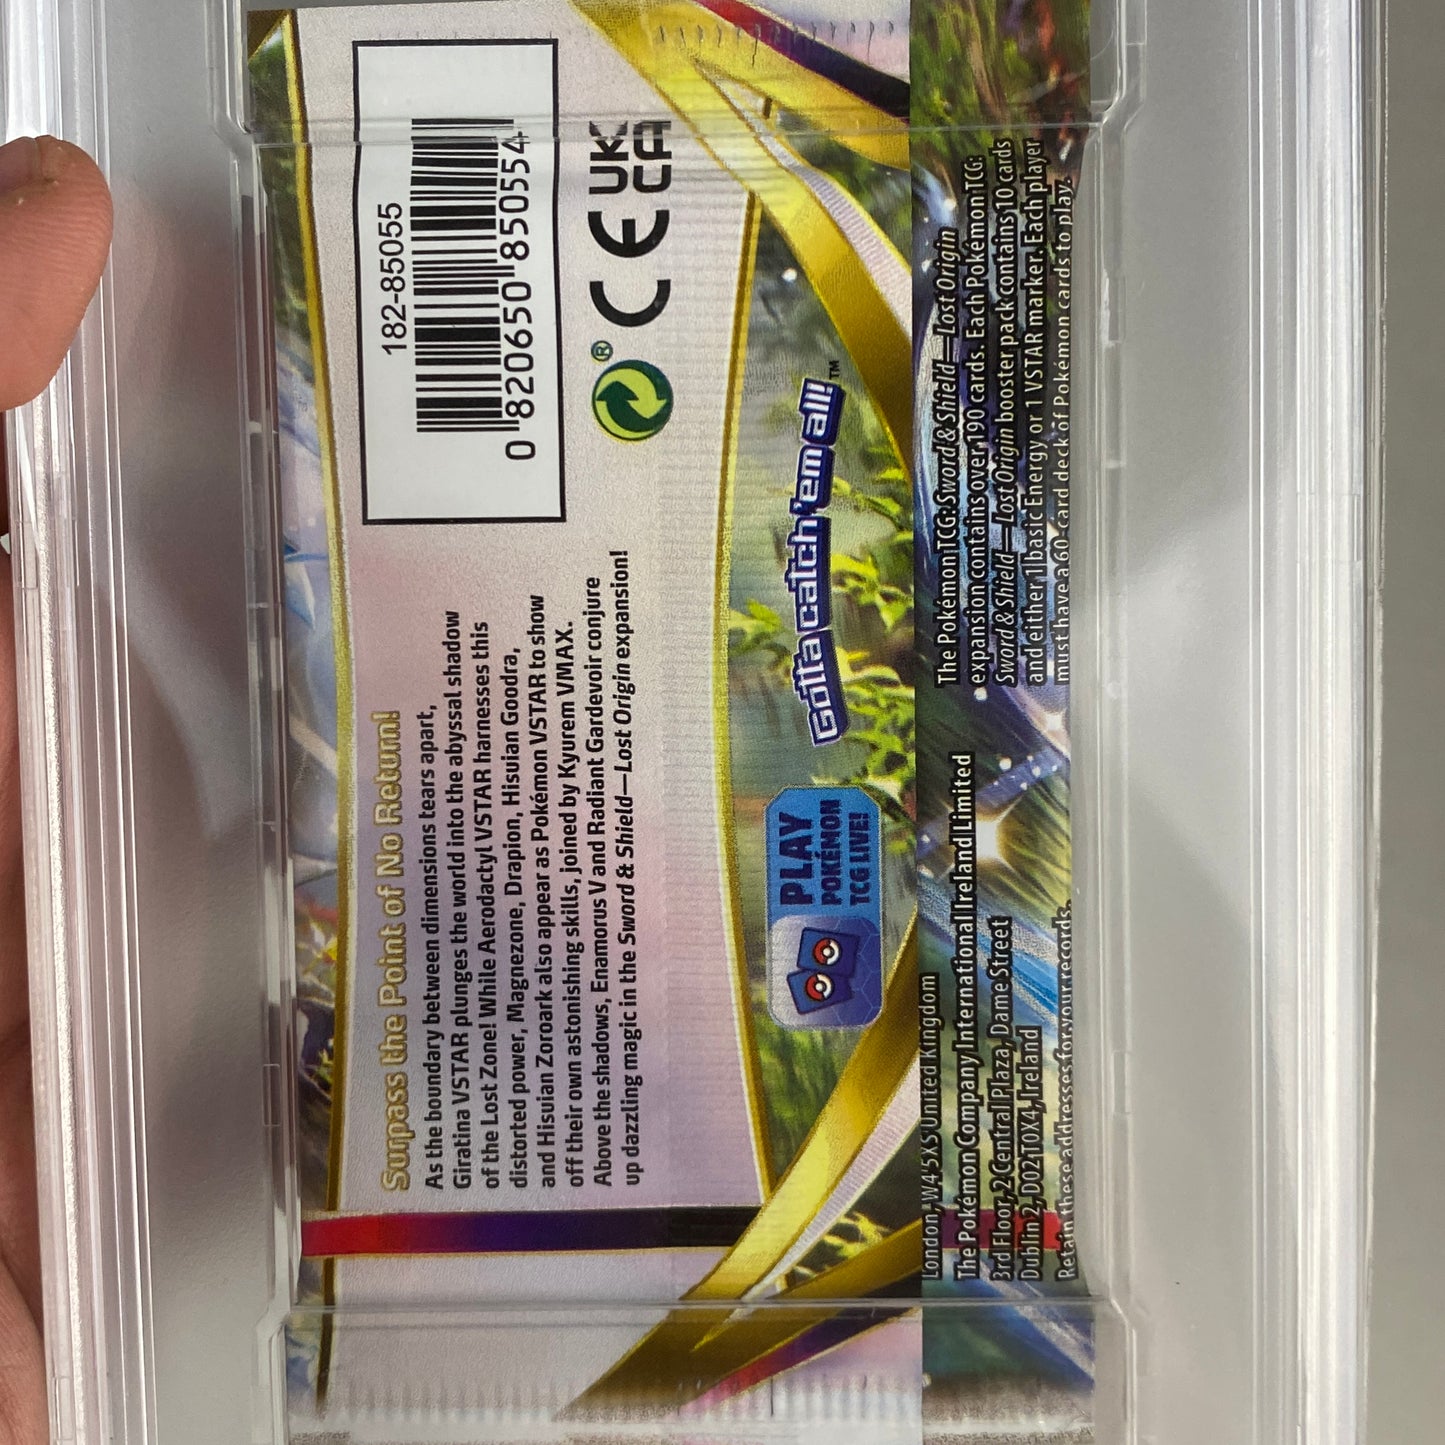 Surpass the Point of No Return!
As the boundary between dimensions tears apart,
Giratina VSTAR plunges the world into the abyssal shadow
of the Lost Zone! While Aerodactyl VSTAR harnesses this
distorted power, Magnezone, Drapion, Hisuian Goodra,
and Hisuian Zoroark also appear as Pokémon VSTAR to show
off their own astonishing skills, joined by Kyurem VMAX.
Above the shadows, Enamorus V and Radiant Gardevoir conjure
up dazzling magic in the Sword & Shield—Lost Origin expansion!
182-85055
0 820650 850554
®
CE
UK
CA
PLAY
POKÉMON
TCG LIVE!
Gotta catch 'em all!™
London, W4 5XS United Kingdom
The Pokémon Company International Ireland Limited
3rd Floor, 2 Central Plaza, Dame Street
Dublin 2, D02 T0X4, Ireland
Retain these addresses for your records.
The Pokémon TCG: Sword & Shield—Lost Origin
expansion contains over 190 cards. Each Pokémon TCG:
Sword & Shield—Lost Origin booster pack contains 10 cards
and either 1 basic Energy or 1 VSTAR marker. Each player
must have a 60-card deck of Pokémon cards to play.